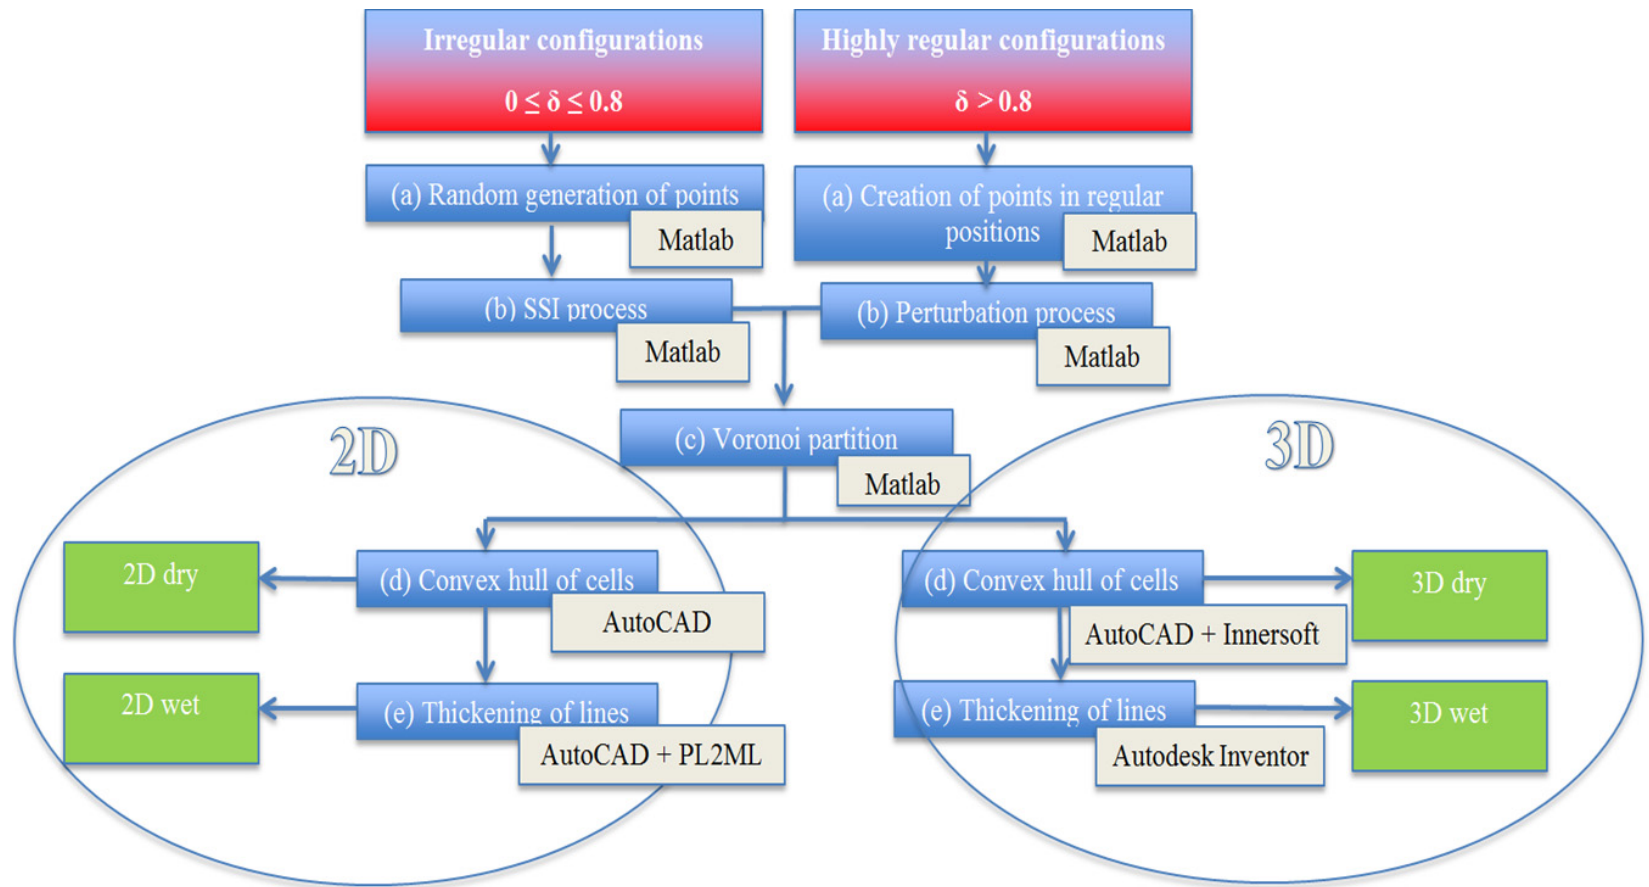 Irregular configurations
0 ≤ δ ≤ 0.8
Highly regular configurations
δ > 0.8
(a) Random generation of points
Matlab
(a) Creation of points in regular
positions
Matlab
(b) SSI process
Matlab
(b) Perturbation process
Matlab
(c) Voronoi partition
Matlab
2D
2D dry
(d) Convex hull of cells
AutoCAD
2D wet
(e) Thickening of lines
AutoCAD + PL2ML
3D
(d) Convex hull of cells
AutoCAD + Innersoft
3D dry
(e) Thickening of lines
Autodesk Inventor
3D wet